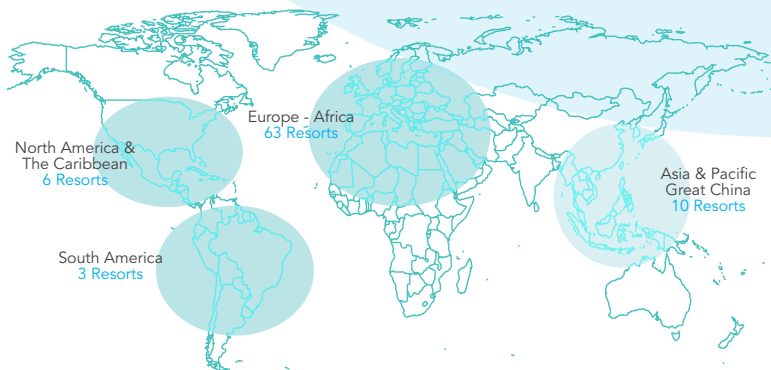 Europe - Africa
63 Resorts
North America &
The Caribbean
6 Resorts
Asia & Pacific
Great China
10 Resorts
South America
3 Resorts